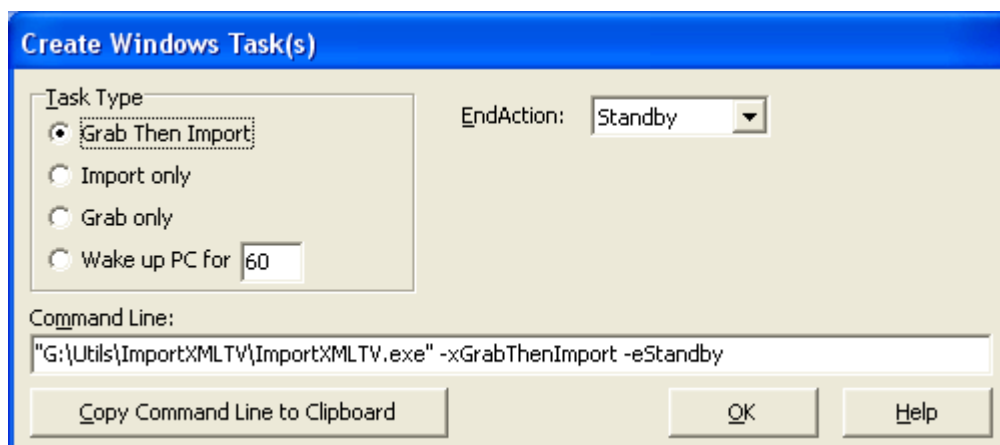 Create Windows Task(s)
Task Type
Grab Then Import
EndAction: Standby
Import only
Grab only
Wake up PC for 60
Command Line:
"G:\Utils\ImportXMLTV\ImportXMLTV.exe" -xGrabThenImport -eStandby
Copy Command Line to Clipboard OK Help